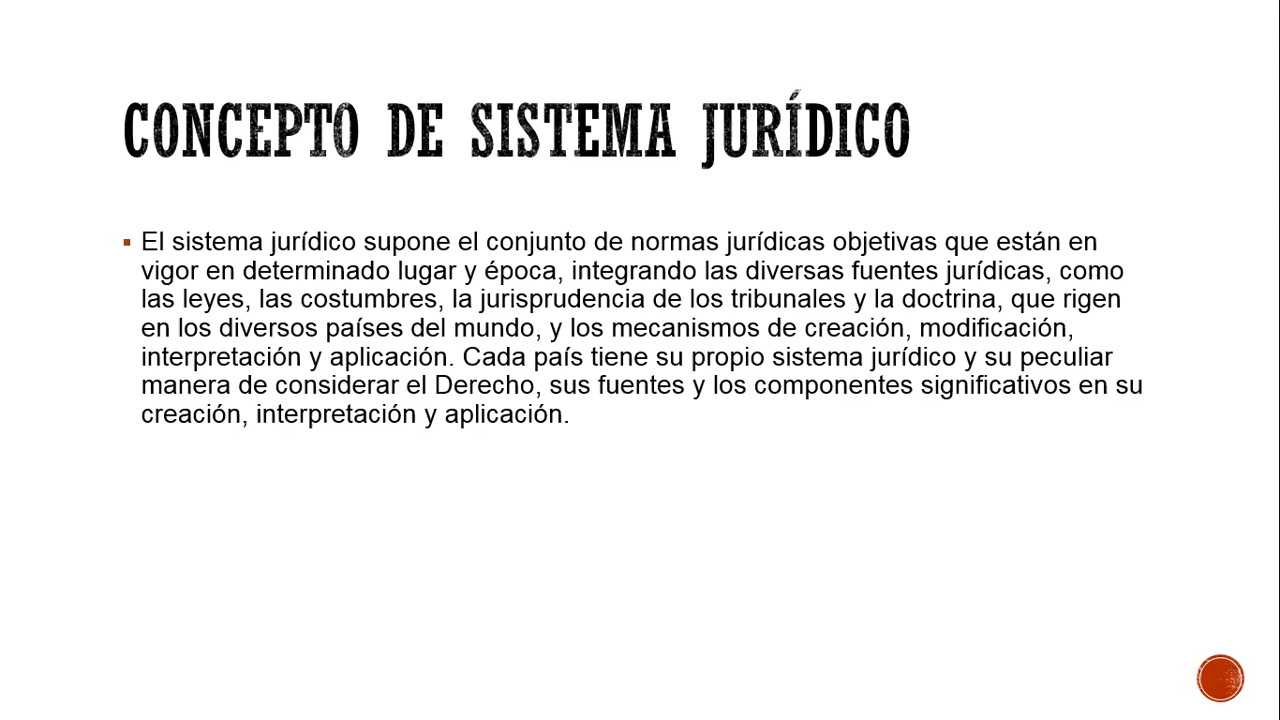 CONCEPTO DE SISTEMA JURÍDICO
▪ El sistema jurídico supone el conjunto de normas jurídicas objetivas que están en
vigor en determinado lugar y época, integrando las diversas fuentes jurídicas, como
las leyes, las costumbres, la jurisprudencia de los tribunales y la doctrina, que rigen
en los diversos países del mundo, y los mecanismos de creación, modificación,
interpretación y aplicación. Cada país tiene su propio sistema jurídico y su peculiar
manera de considerar el Derecho, sus fuentes y los componentes significativos en su
creación, interpretación y aplicación.